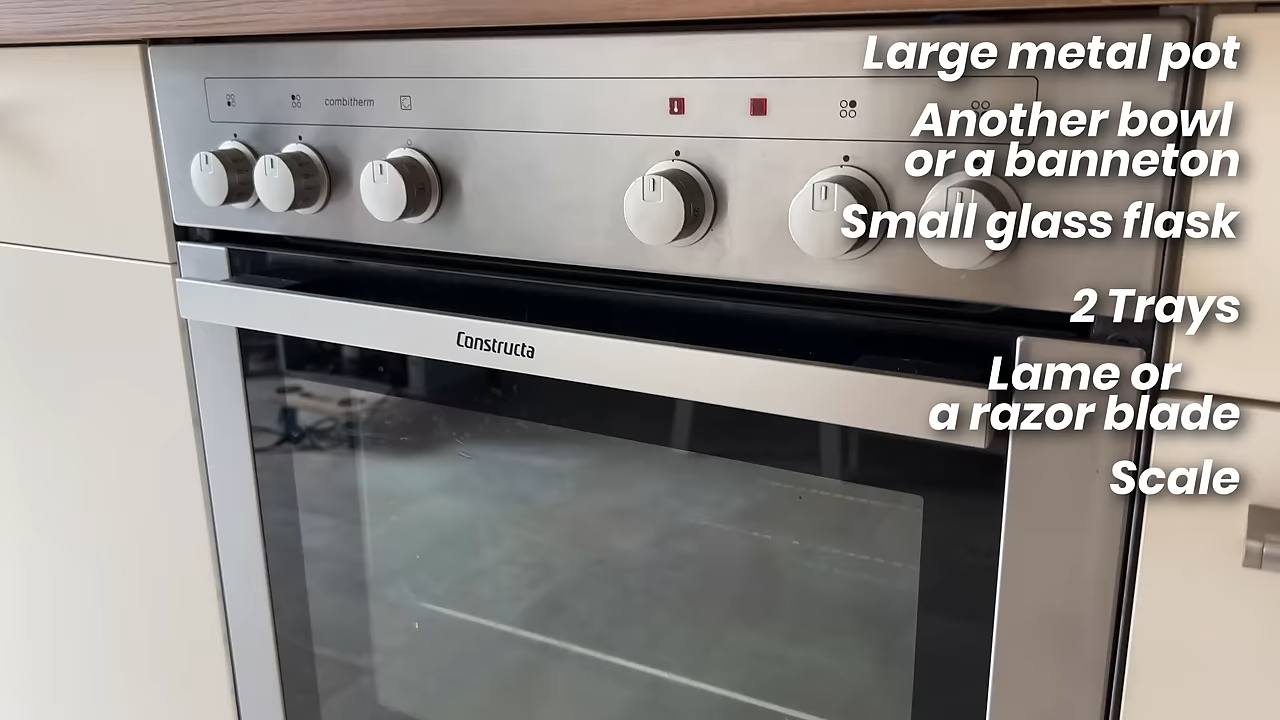 Large metal pot
combitherm
Another bowl
or a banneton
Small glass flask
2 Trays
Constructa
Lame or
a razor blade
Scale